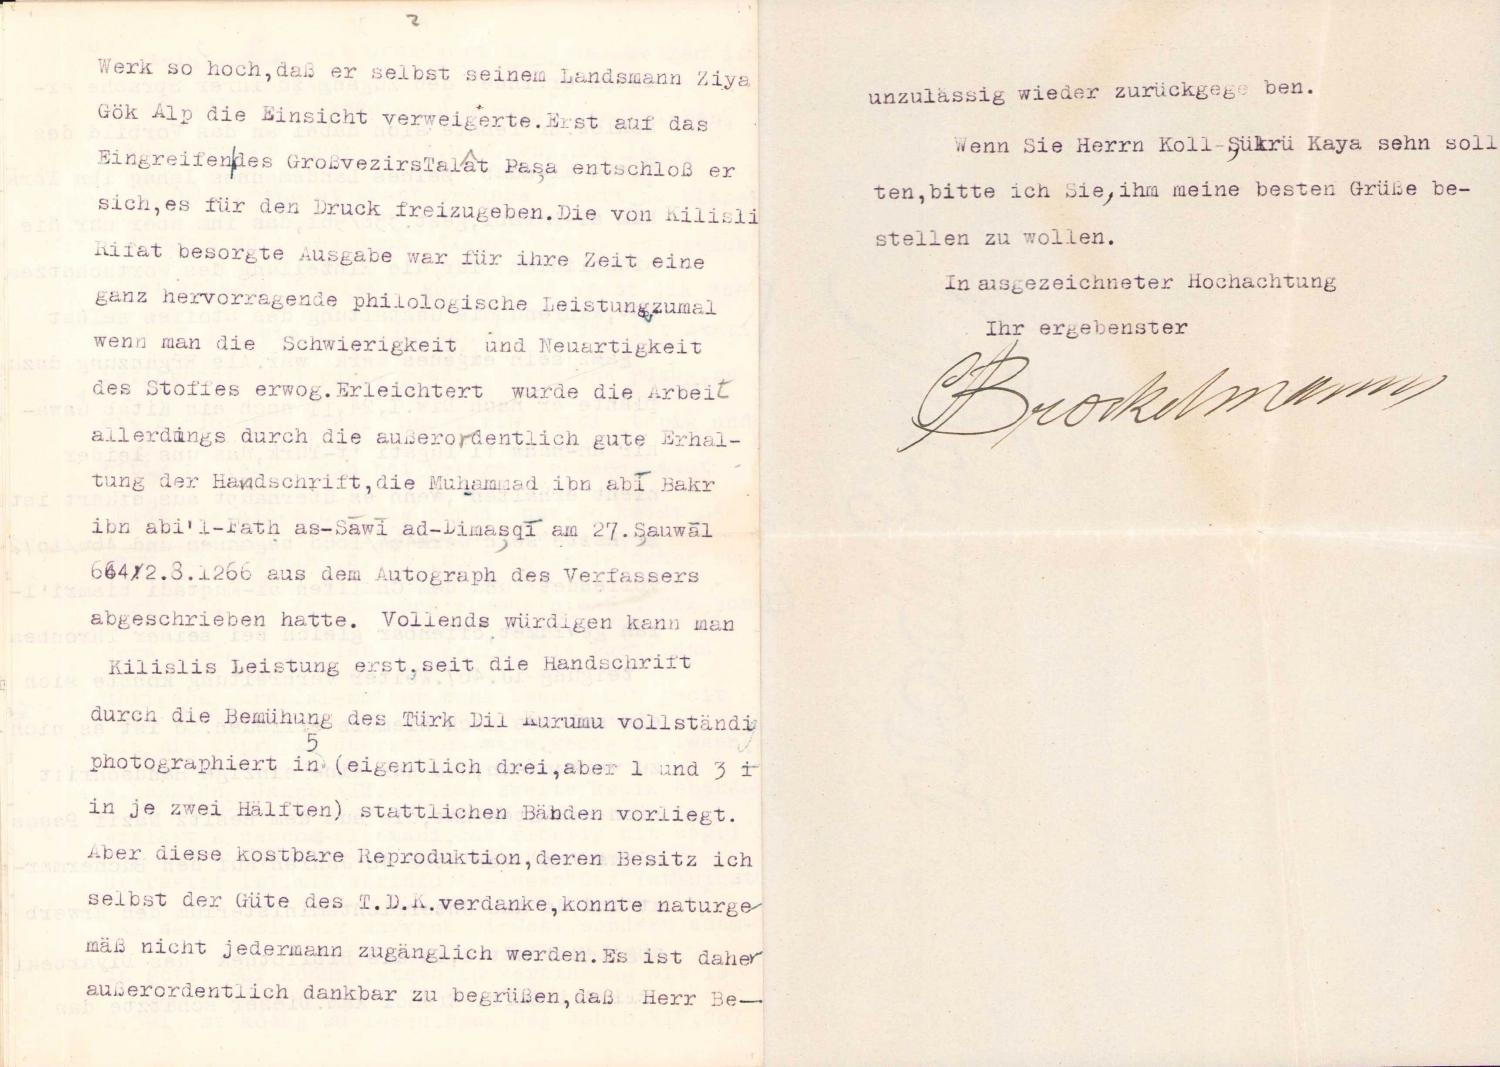 2
Werk so hoch,daß er selbst seinem Landsmann Ziya
Gök Alp die Einsicht verweigerte.Erst auf das
Eingreifen des GroßvezirsTalât Paşa entschloß er
sich,es für den Druck freizugeben.Die von Kilisli
Rifat besorgte Ausgabe war für ihre Zeit eine
ganz hervorragende philologische Leistung,zumal
wenn man die Schwierigkeit und Neuartigkeit
des Stoffes erwog.Erleichtert wurde die Arbeit
allerdings durch die außerordentlich gute Erhal-
tung der Handschrift,die Muḥammad ibn abī Bakr
ibn abi'l-Fath as-Sāwī ad-Dimaşqī am 27.Şauwāl
664/2.8.1266 aus dem Autograph des Verfassers
abgeschrieben hatte. Vollends würdigen kann man
Kilislis Leistung erst,seit die Handschrift
durch die Bemühung des Türk Dil Kurumu vollständig
5
photographiert in (eigentlich drei,aber 1 und 3 i
in je zwei Hälften) stattlichen Bänden vorliegt.
Aber diese kostbare Reproduktion,deren Besitz ich
selbst der Güte des T.D.K.verdanke,konnte naturge-
mäß nicht jedermann zugänglich werden.Es ist daher
außerordentlich dankbar zu begrüßen,daß Herr Be-
unzulässig wieder zurückgege ben.
Wenn Sie Herrn Koll-Şükrü Kaya sehn soll
ten,bitte ich Sie,ihm meine besten Grüße be-
stellen zu wollen.
In ausgezeichneter Hochachtung
Ihr ergebenster
CBrockelmann